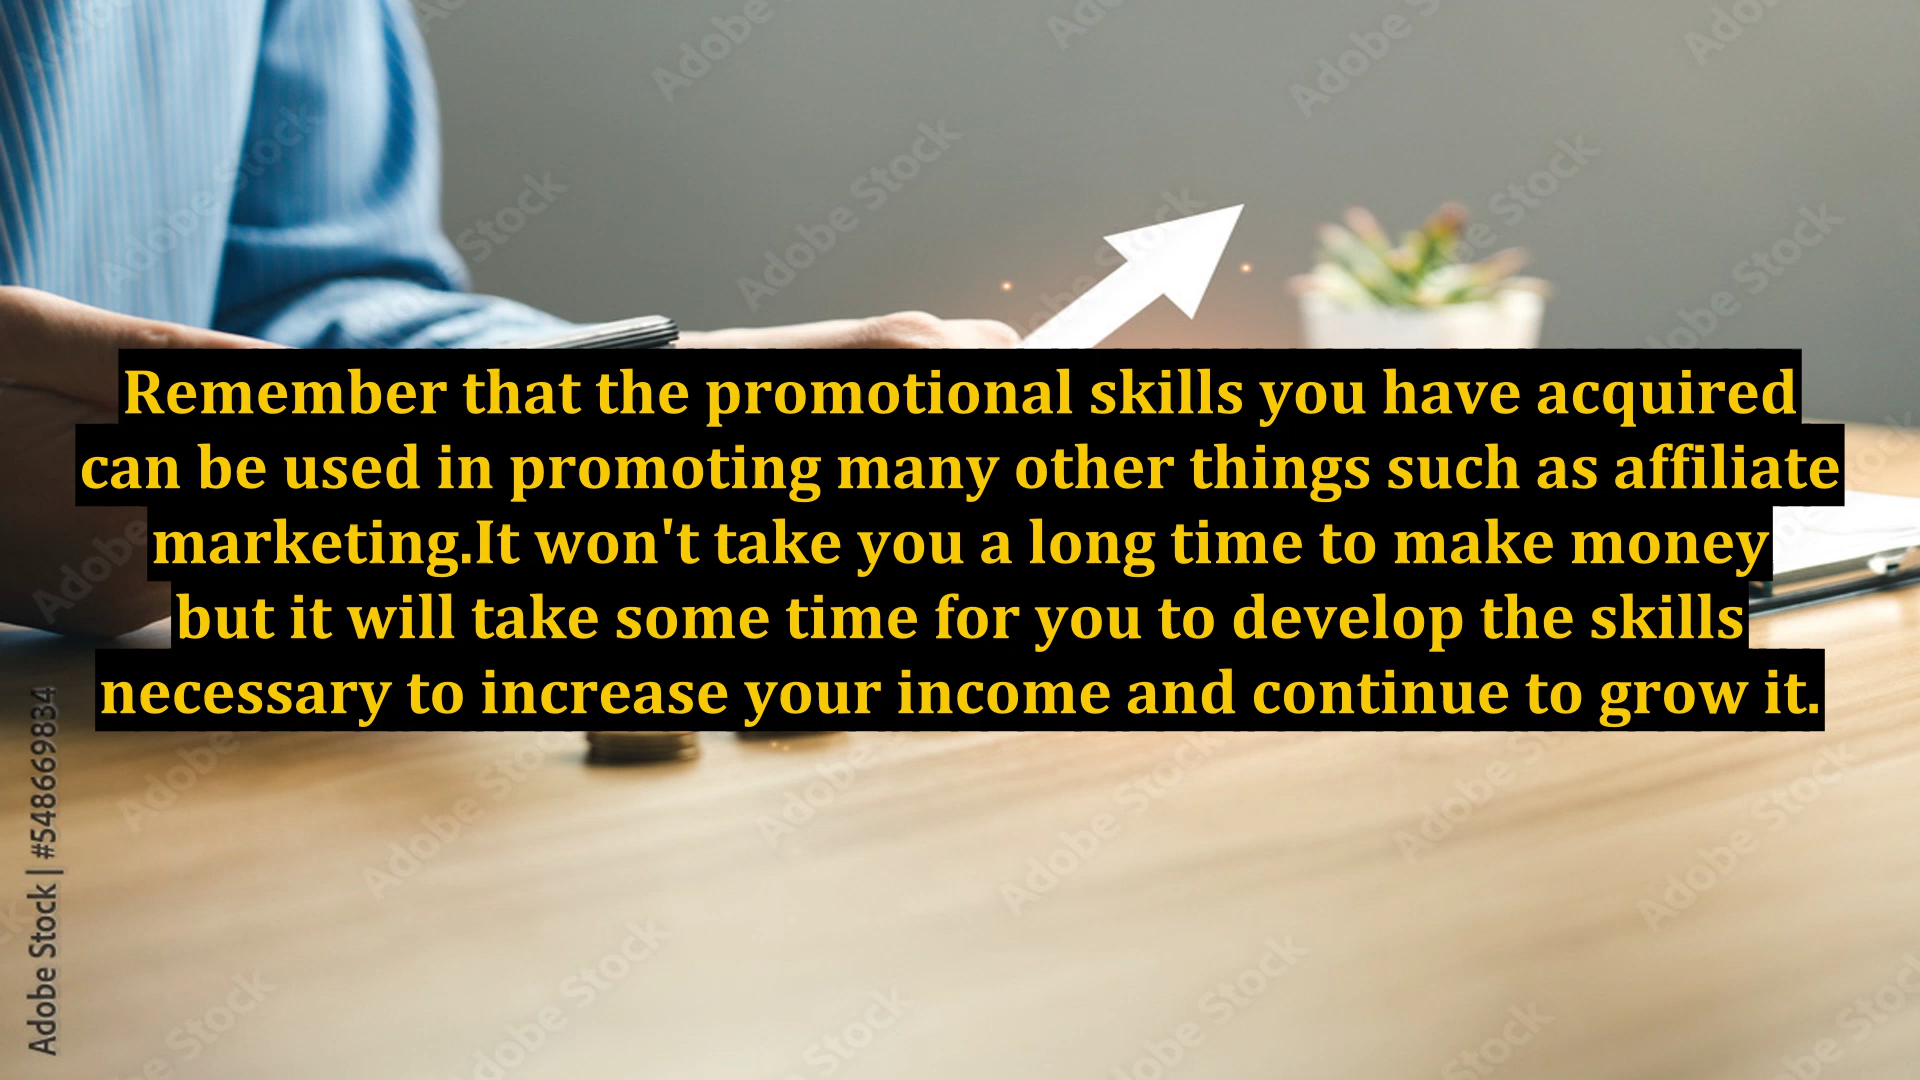 Remember that the promotional skills you have acquired
can be used in promoting many other things such as affiliate
marketing.It won't take you a long time to make money
but it will take some time for you to develop the skills
necessary to increase your income and continue to grow it.
Adobe Stock | #548669834